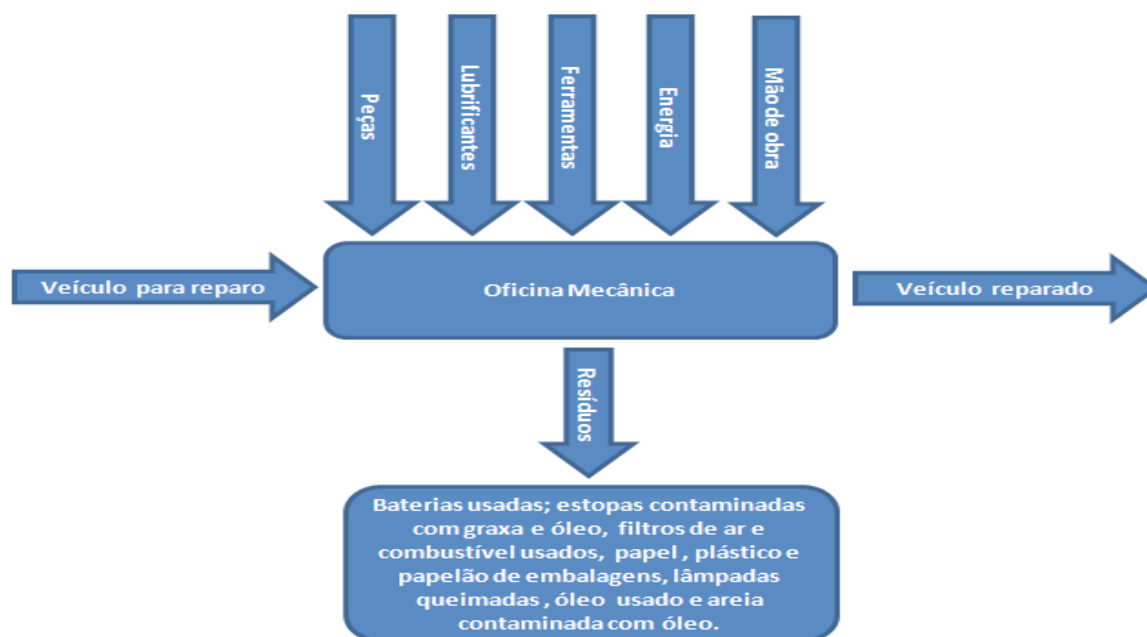 Peças
Lubrificantes
Ferramentas
Energia
Mão de obra
Veículo para reparo
Oficina Mecânica
Veículo reparado
Resíduos
Baterias usadas; estopas contaminadas
com graxa e óleo, filtros de ar e
combustível usados, papel , plástico e
papelão de embalagens, lâmpadas
queimadas , óleo usado e areia
contaminada com óleo.